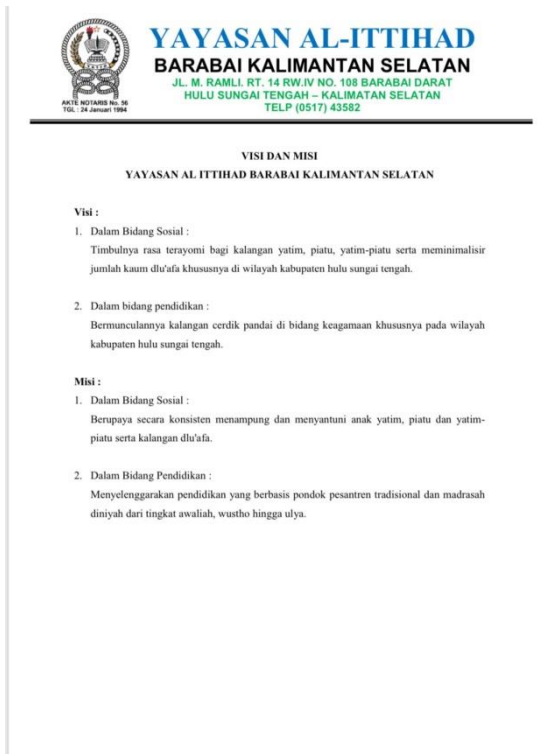 YAYASAN AL-ITTIHAD
BARABAI KALIMANTAN SELATAN
JL. M. RAMLI. RT. 14 RW.IV NO. 108 BARABAI DARAT
HULU SUNGAI TENGAH – KALIMATAN SELATAN
TELP (0517) 43582
AKTE NOTARIS No. 56
TGL : 24 Januari 1994
VISI DAN MISI
YAYASAN AL ITTIHAD BARABAI KALIMANTAN SELATAN
Visi :
1. Dalam Bidang Sosial :
Timbulnya rasa terayomi bagi kalangan yatim, piatu, yatim-piatu serta meminimalisir
jumlah kaum dlu'afa khususnya di wilayah kabupaten hulu sungai tengah.
2. Dalam bidang pendidikan :
Bermunculannya kalangan cerdik pandai di bidang keagamaan khususnya pada wilayah
kabupaten hulu sungai tengah.
Misi :
1. Dalam Bidang Sosial :
Berupaya secara konsisten menampung dan menyantuni anak yatim, piatu dan yatim-
piatu serta kalangan dlu'afa.
2. Dalam Bidang Pendidikan :
Menyelenggarakan pendidikan yang berbasis pondok pesantren tradisional dan madrasah
diniyah dari tingkat awaliah, wustho hingga ulya.